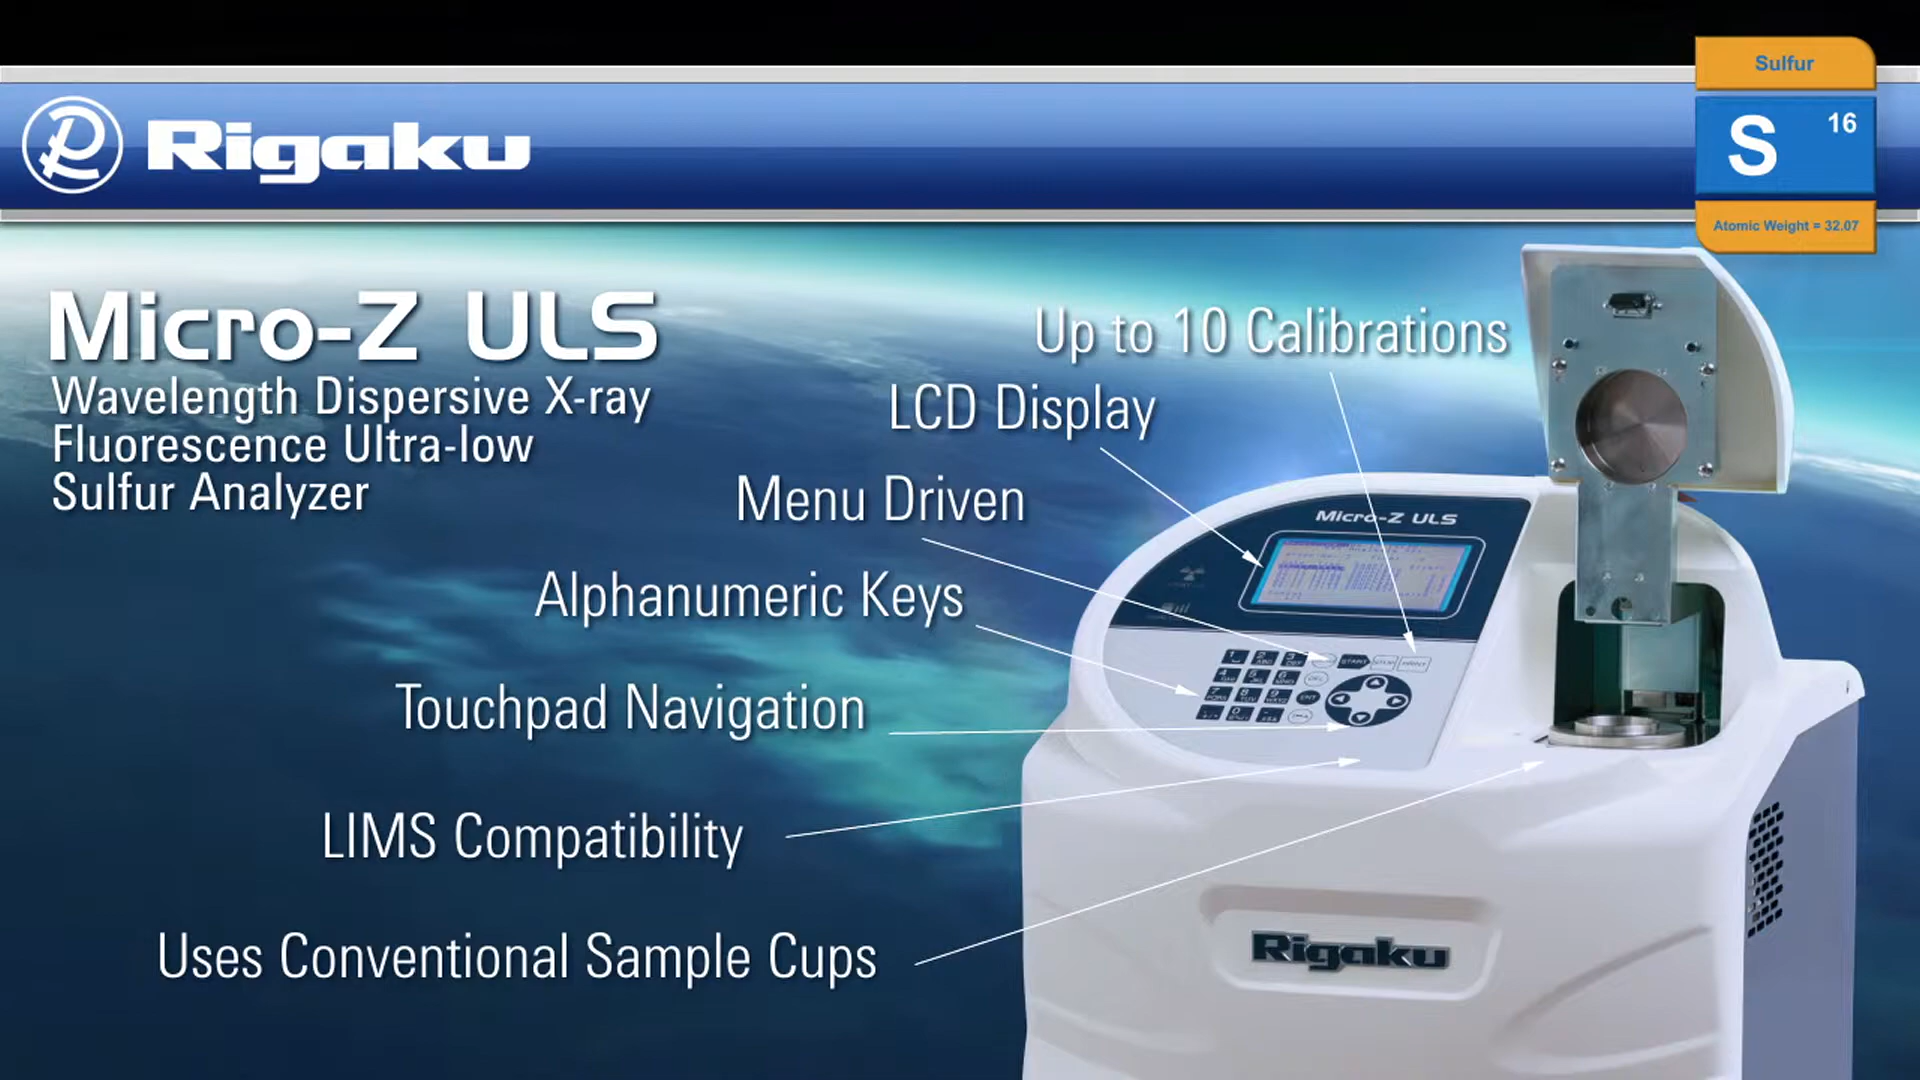 Sulfur
S 16
Atomic Weight = 32.07
Rigaku
Micro-Z ULS
Wavelength Dispersive X-ray
Fluorescence Ultra-low
Sulfur Analyzer
Up to 10 Calibrations
LCD Display
Menu Driven
Alphanumeric Keys
Touchpad Navigation
LIMS Compatibility
Uses Conventional Sample Cups
Micro-Z ULS
START
Rigaku